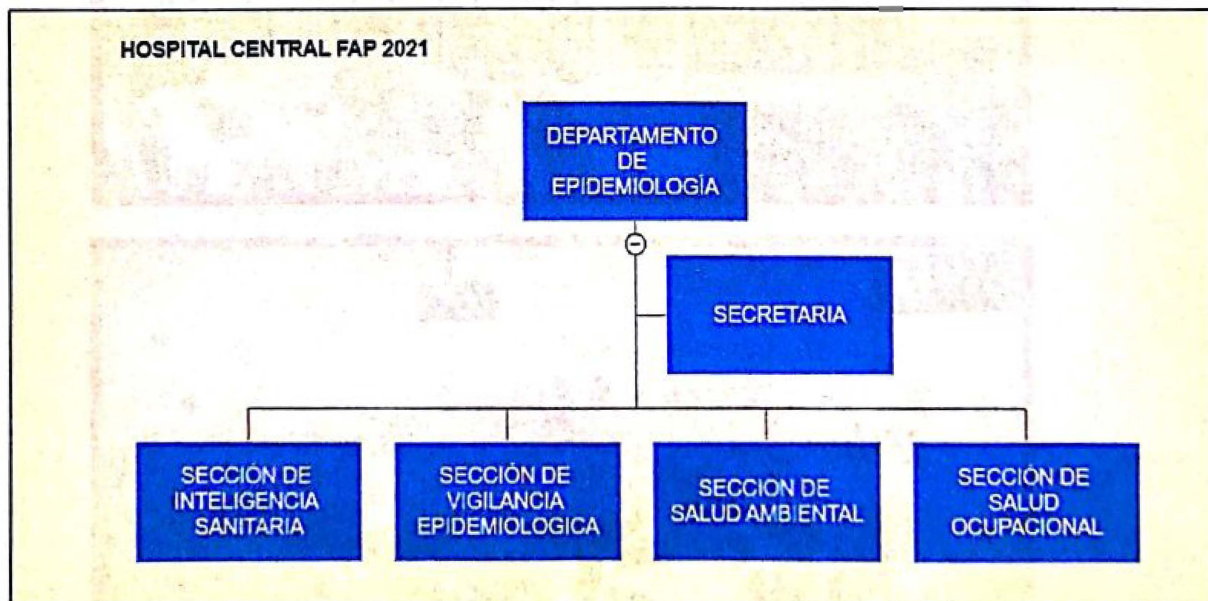 HOSPITAL CENTRAL FAP 2021
DEPARTAMENTO
DE
EPIDEMIOLOGÍA
SECRETARIA
SECCIÓN DE
INTELIGENCIA
SANITARIA
SECCIÓN DE
VIGILANCIA
EPIDEMIOLOGICA
SECCION DE
SALUD AMBIENTAL
SECCIÓN DE
SALUD
OCUPACIONAL